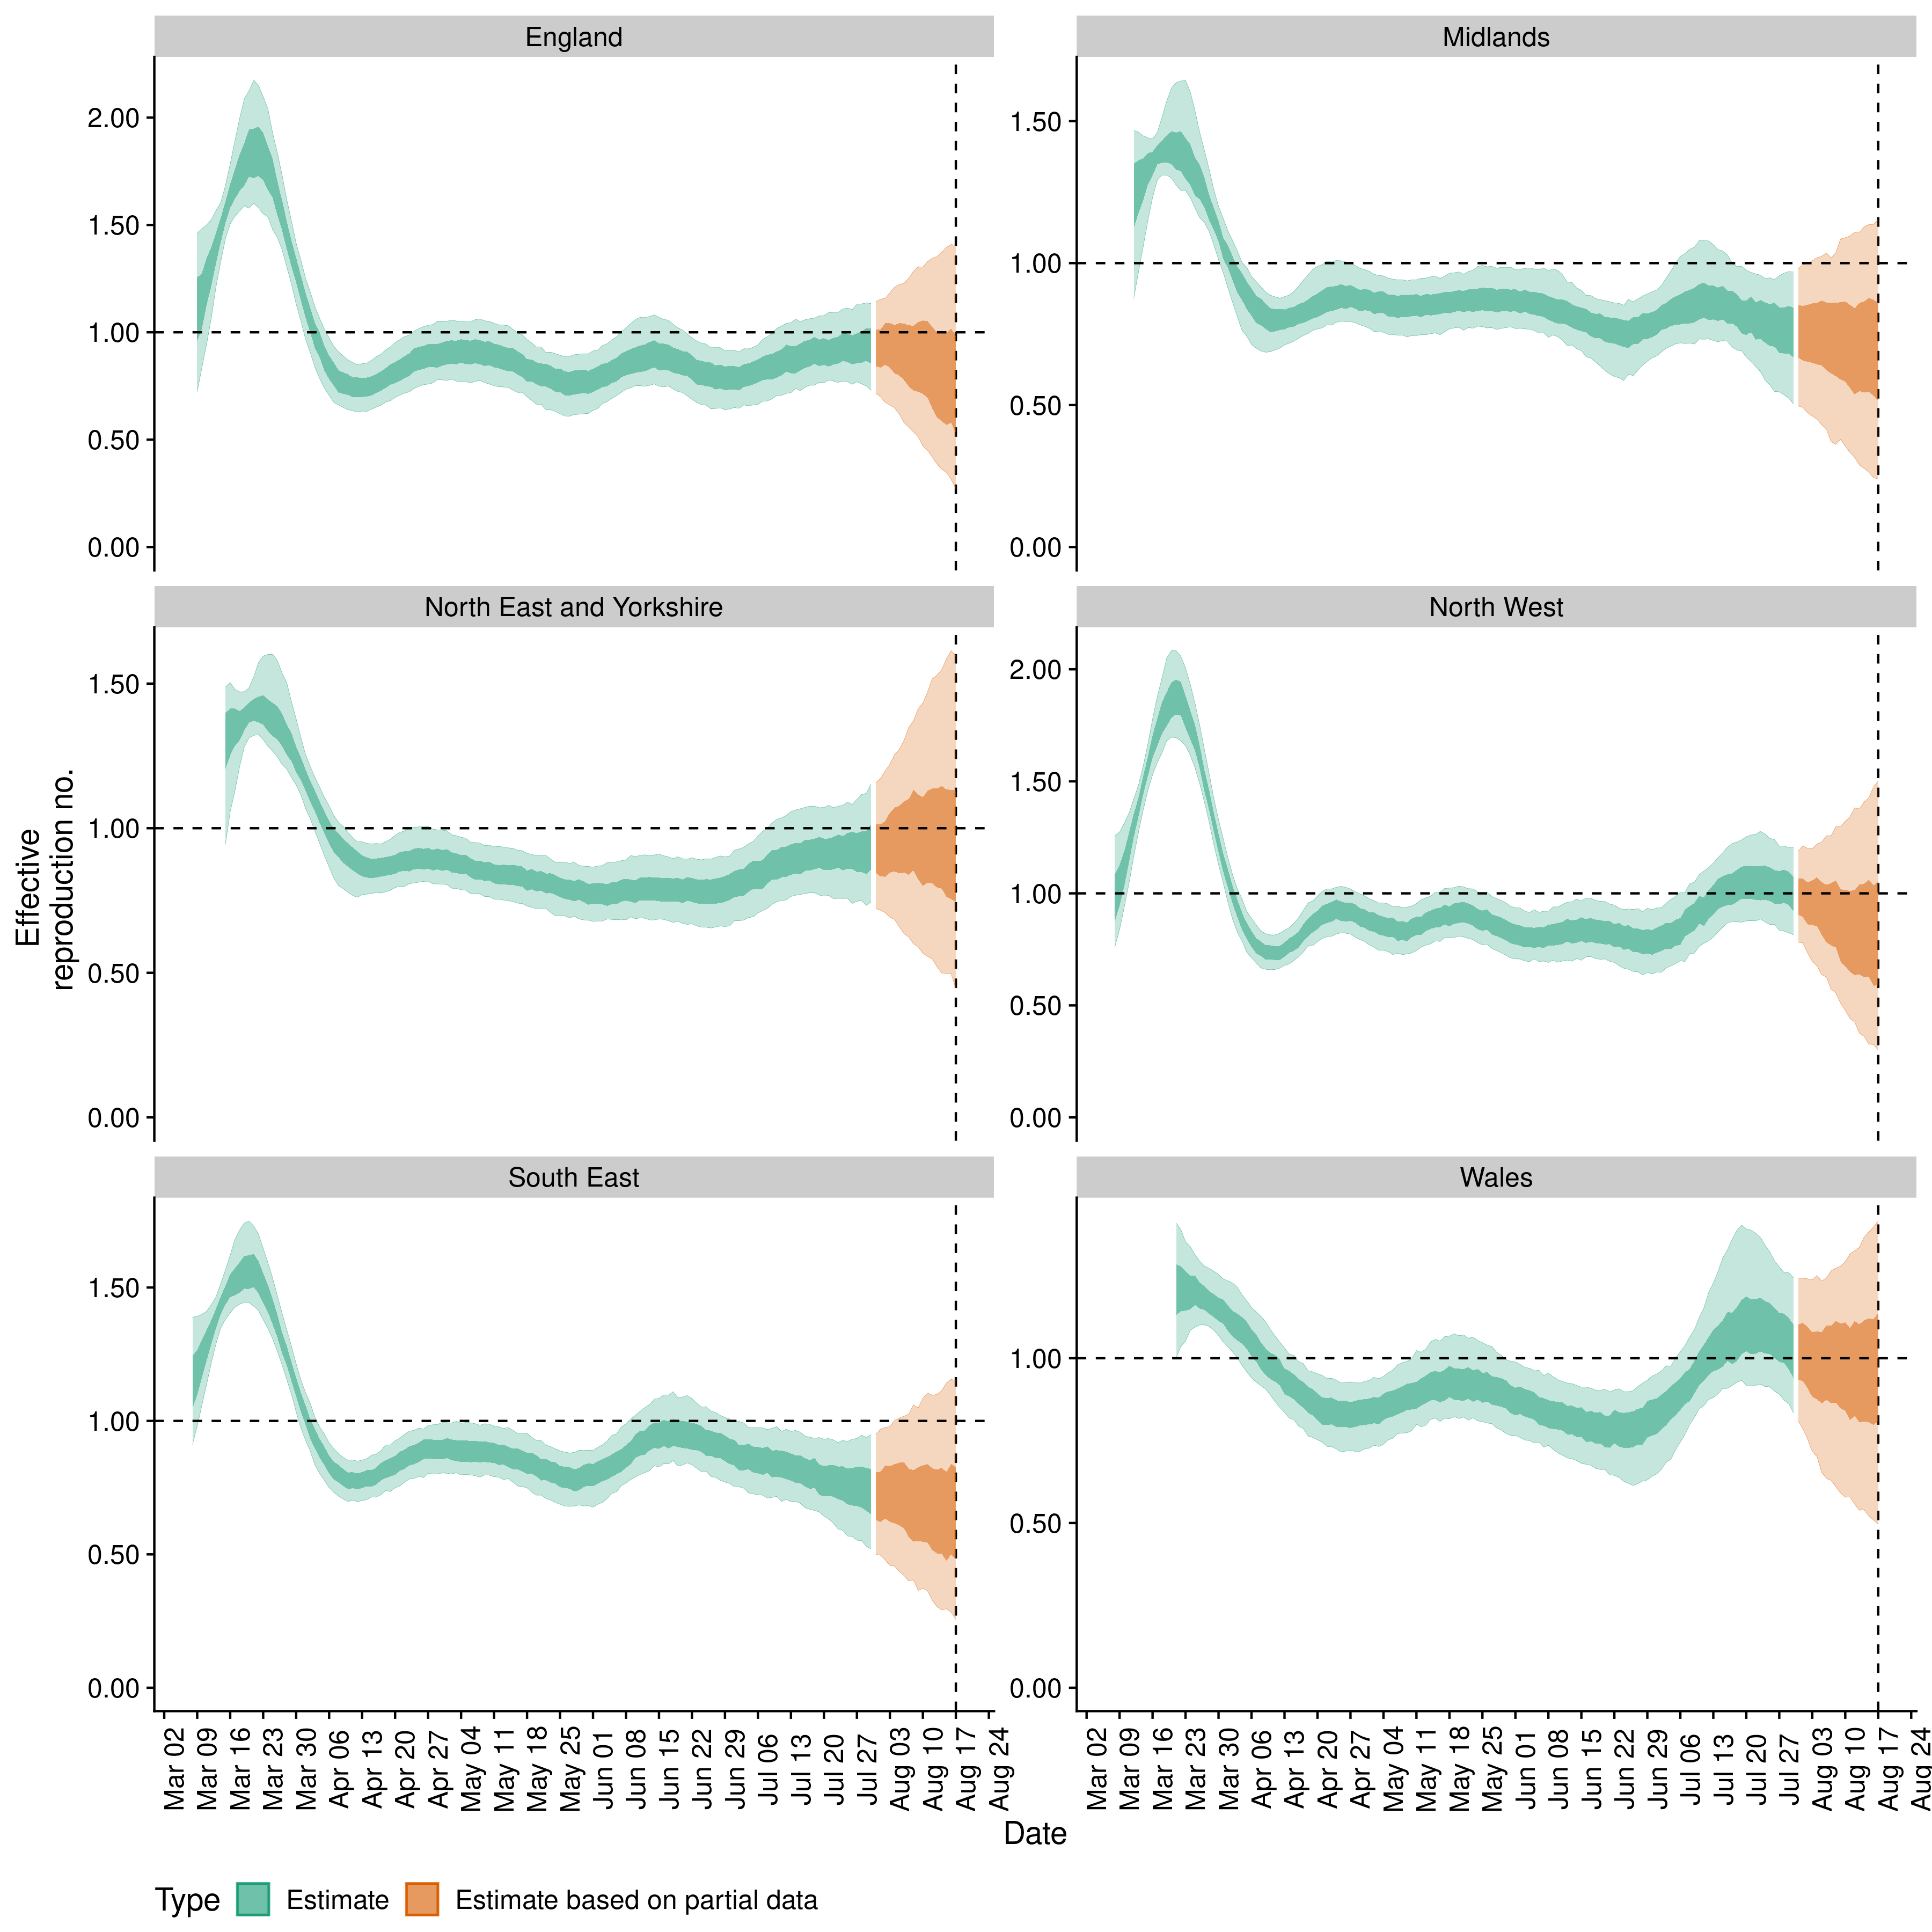 England
Midlands
2.00
1.50
1.00
0.50
0.00
1.50
1.00
0.50
0.00
North East and Yorkshire
North West
1.50
1.00
0.50
0.00
2.00
1.50
1.00
0.50
0.00
South East
Wales
1.50
1.00
0.50
0.00
1.00
0.50
0.00
Effective
reproduction no.
Mar 02
Mar 09
Mar 16
Mar 23
Mar 30
Apr 06
Apr 13
Apr 20
Apr 27
May 04
May 11
May 18
May 25
Jun 01
Jun 08
Jun 15
Jun 22
Jun 29
Jul 06
Jul 13
Jul 20
Jul 27
Aug 03
Aug 10
Aug 17
Aug 24
Mar 02
Mar 09
Mar 16
Mar 23
Mar 30
Apr 06
Apr 13
Apr 20
Apr 27
May 04
May 11
May 18
May 25
Jun 01
Jun 08
Jun 15
Jun 22
Jun 29
Jul 06
Jul 13
Jul 20
Jul 27
Aug 03
Aug 10
Aug 17
Aug 24
Date
Type Estimate Estimate based on partial data